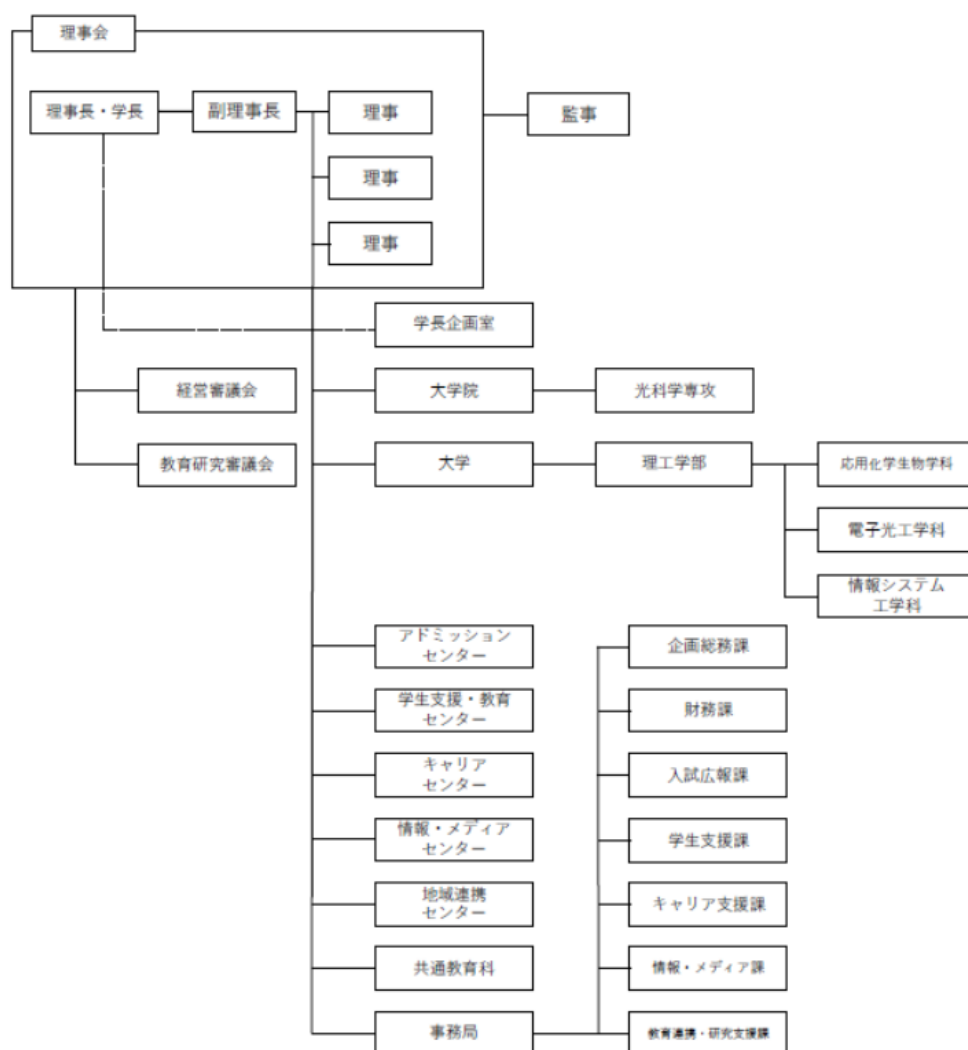 理事会
理事長・学長
副理事長
理事
監事
理事
理事
学長企画室
経営審議会
大学院
光科学専攻
教育研究審議会
大学
理工学部
応用化学生物学科
電子光工学科
情報システム
工学科
アドミッション
センター
企画総務課
学生支援・教育
センター
財務課
キャリア
センター
入試広報課
情報・メディア
センター
学生支援課
地域連携
センター
キャリア支援課
共通教育科
情報・メディア課
事務局
教育連携・研究支援課